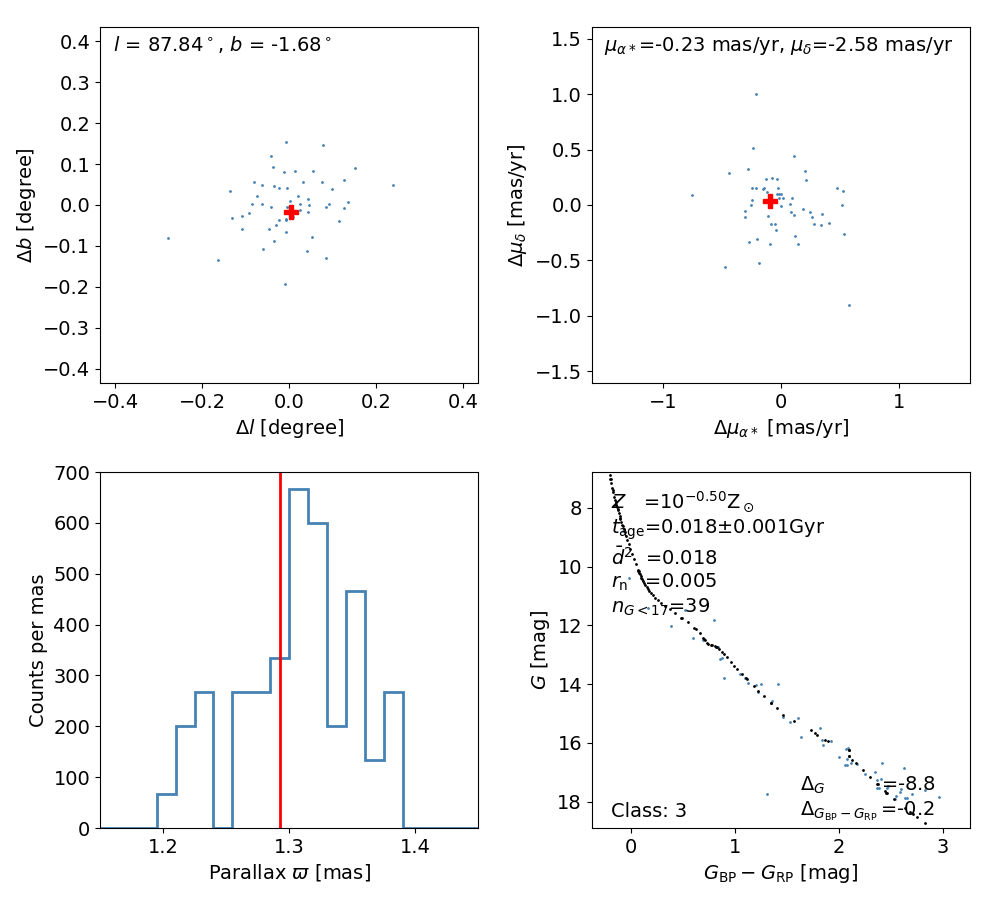 l = 87.84°, b = -1.68°
0.4
0.3
0.2
0.1
0.0
−0.1
−0.2
−0.3
−0.4
Δb [degree]
−0.4 −0.2 0.0 0.2 0.4
Δl [degree]
μα∗=-0.23 mas/yr, μδ=-2.58 mas/yr
1.5
1.0
0.5
0.0
−0.5
−1.0
−1.5
Δμδ [mas/yr]
−1 0 1
Δμα∗ [mas/yr]
700
600
500
400
300
200
100
0
Counts per mas
1.2 1.3 1.4
Parallax ϖ [mas]
Z =10^−0.50 Z⊙
tage=0.018±0.001Gyr
d̄² =0.018
rn =0.005
nG<17=39
8
10
12
14
16
18
G [mag]
ΔG =-8.8
Class: 3 ΔGBP−GRP =-0.2
0 1 2 3
GBP − GRP [mag]